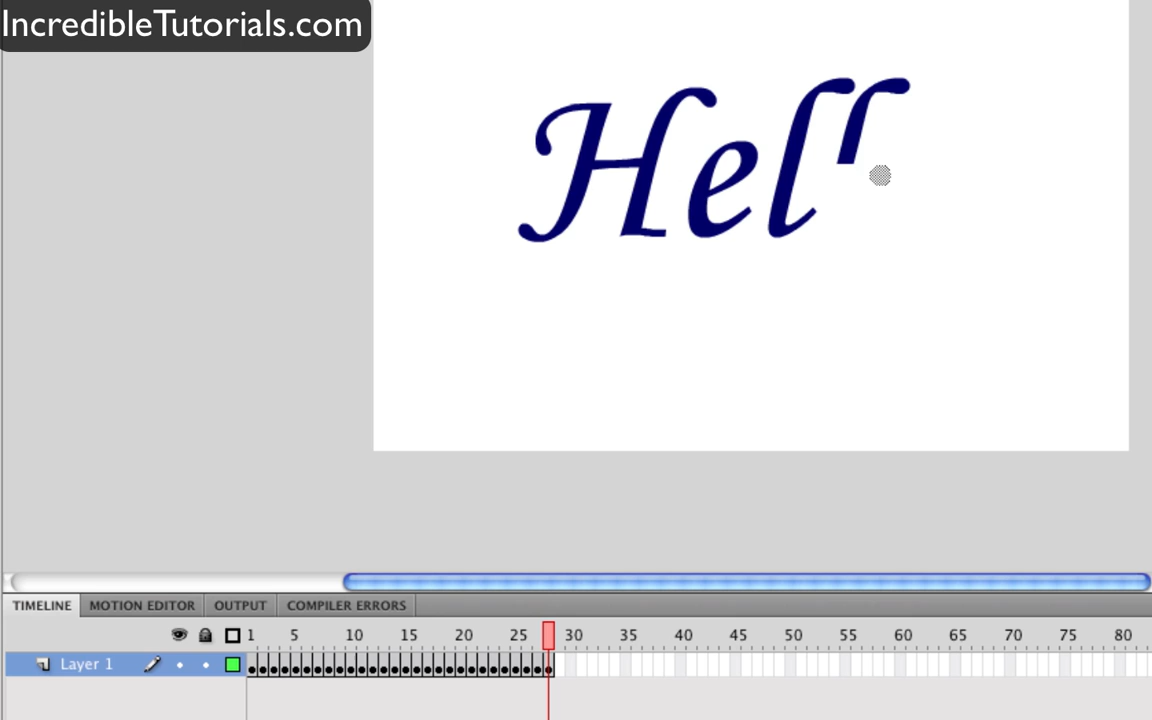 IncredibleTutorials.com
Hell
TIMELINE MOTION EDITOR OUTPUT COMPILER ERRORS
1 5 10 15 20 25 30 35 40 45 50 55 60 65 70 75 80
Layer 1